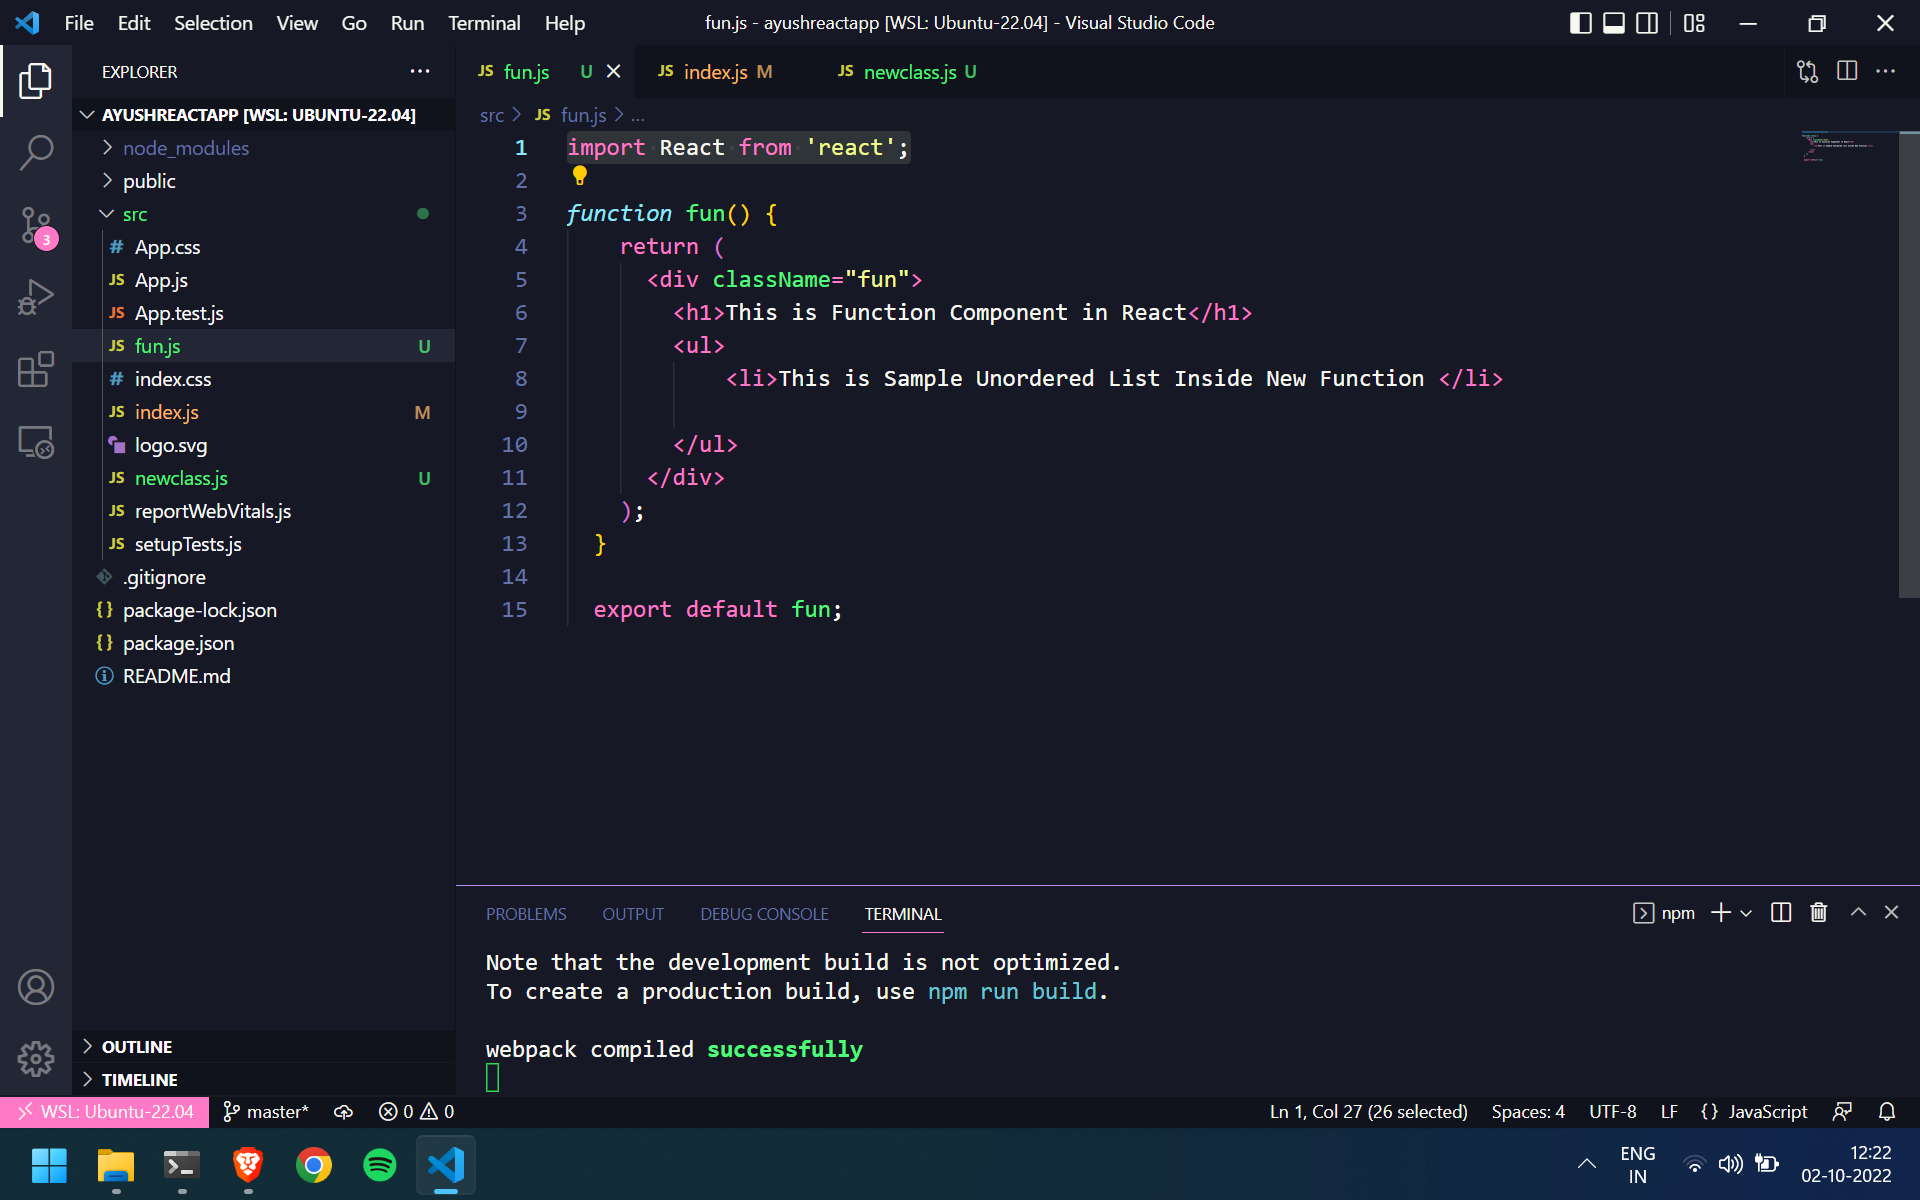 File Edit Selection View Go Run Terminal Help
fun.js - ayushreactapp [WSL: Ubuntu-22.04] - Visual Studio Code
EXPLORER
AYUSHREACTAPP [WSL: UBUNTU-22.04]
node_modules
public
src
# App.css
JS App.js
JS App.test.js
JS fun.js U
# index.css
JS index.js M
logo.svg
JS newclass.js U
JS reportWebVitals.js
JS setupTests.js
.gitignore
{} package-lock.json
{} package.json
README.md
OUTLINE
TIMELINE
3
JS fun.js U JS index.js M JS newclass.js U
src > JS fun.js > ...
1 import React from 'react';
2
3 function fun() {
4 return (
5 <div className="fun">
6 <h1>This is Function Component in React</h1>
7 <ul>
8 <li>This is Sample Unordered List Inside New Function </li>
9
10 </ul>
11 </div>
12 );
13 }
14
15 export default fun;
PROBLEMS OUTPUT DEBUG CONSOLE TERMINAL
npm
Note that the development build is not optimized.
To create a production build, use npm run build.
webpack compiled successfully
WSL: Ubuntu-22.04 master* 0 0
Ln 1, Col 27 (26 selected) Spaces: 4 UTF-8 LF {} JavaScript
ENG
IN
12:22
02-10-2022